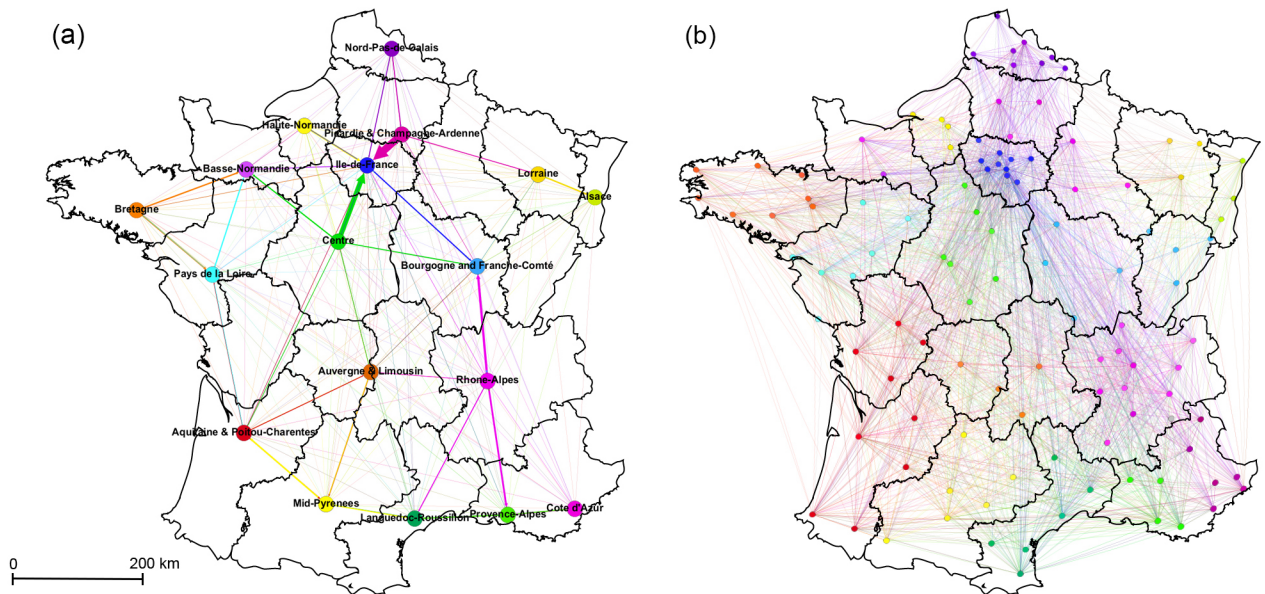 (a)
(b)
Nord-Pas-de-Calais
Haute-Normandie
Picardie & Champagne-Ardenne
Ile-de-France
Basse-Normandie
Lorraine
Alsace
Bretagne
Centre
Pays de la Loire
Bourgogne and Franche-Comté
Auvergne & Limousin
Rhone-Alpes
Aquitaine & Poitou-Charentes
Mid-Pyrenees
Languedoc-Roussillon
Provence-Alpes
Cote d'Azur
0 200 km